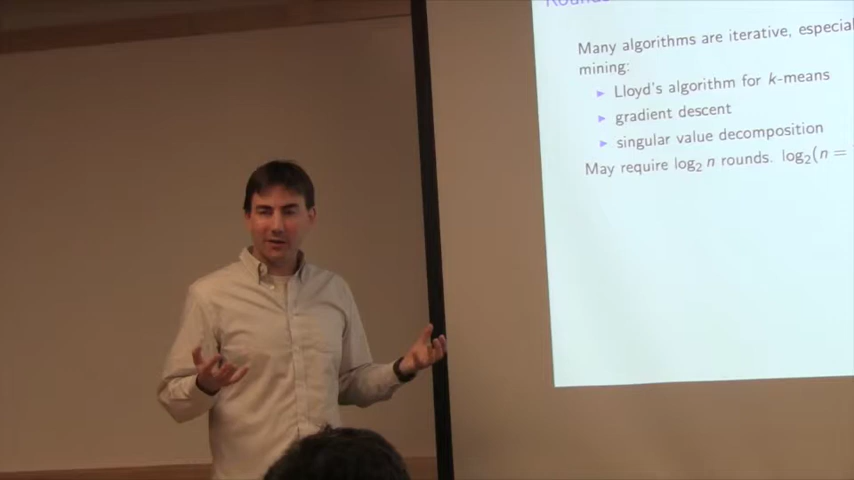 Rounds
Many algorithms are iterative, especial
mining:
▶ Lloyd's algorithm for k-means
▶ gradient descent
▶ singular value decomposition
May require log₂ n rounds. log₂(n =